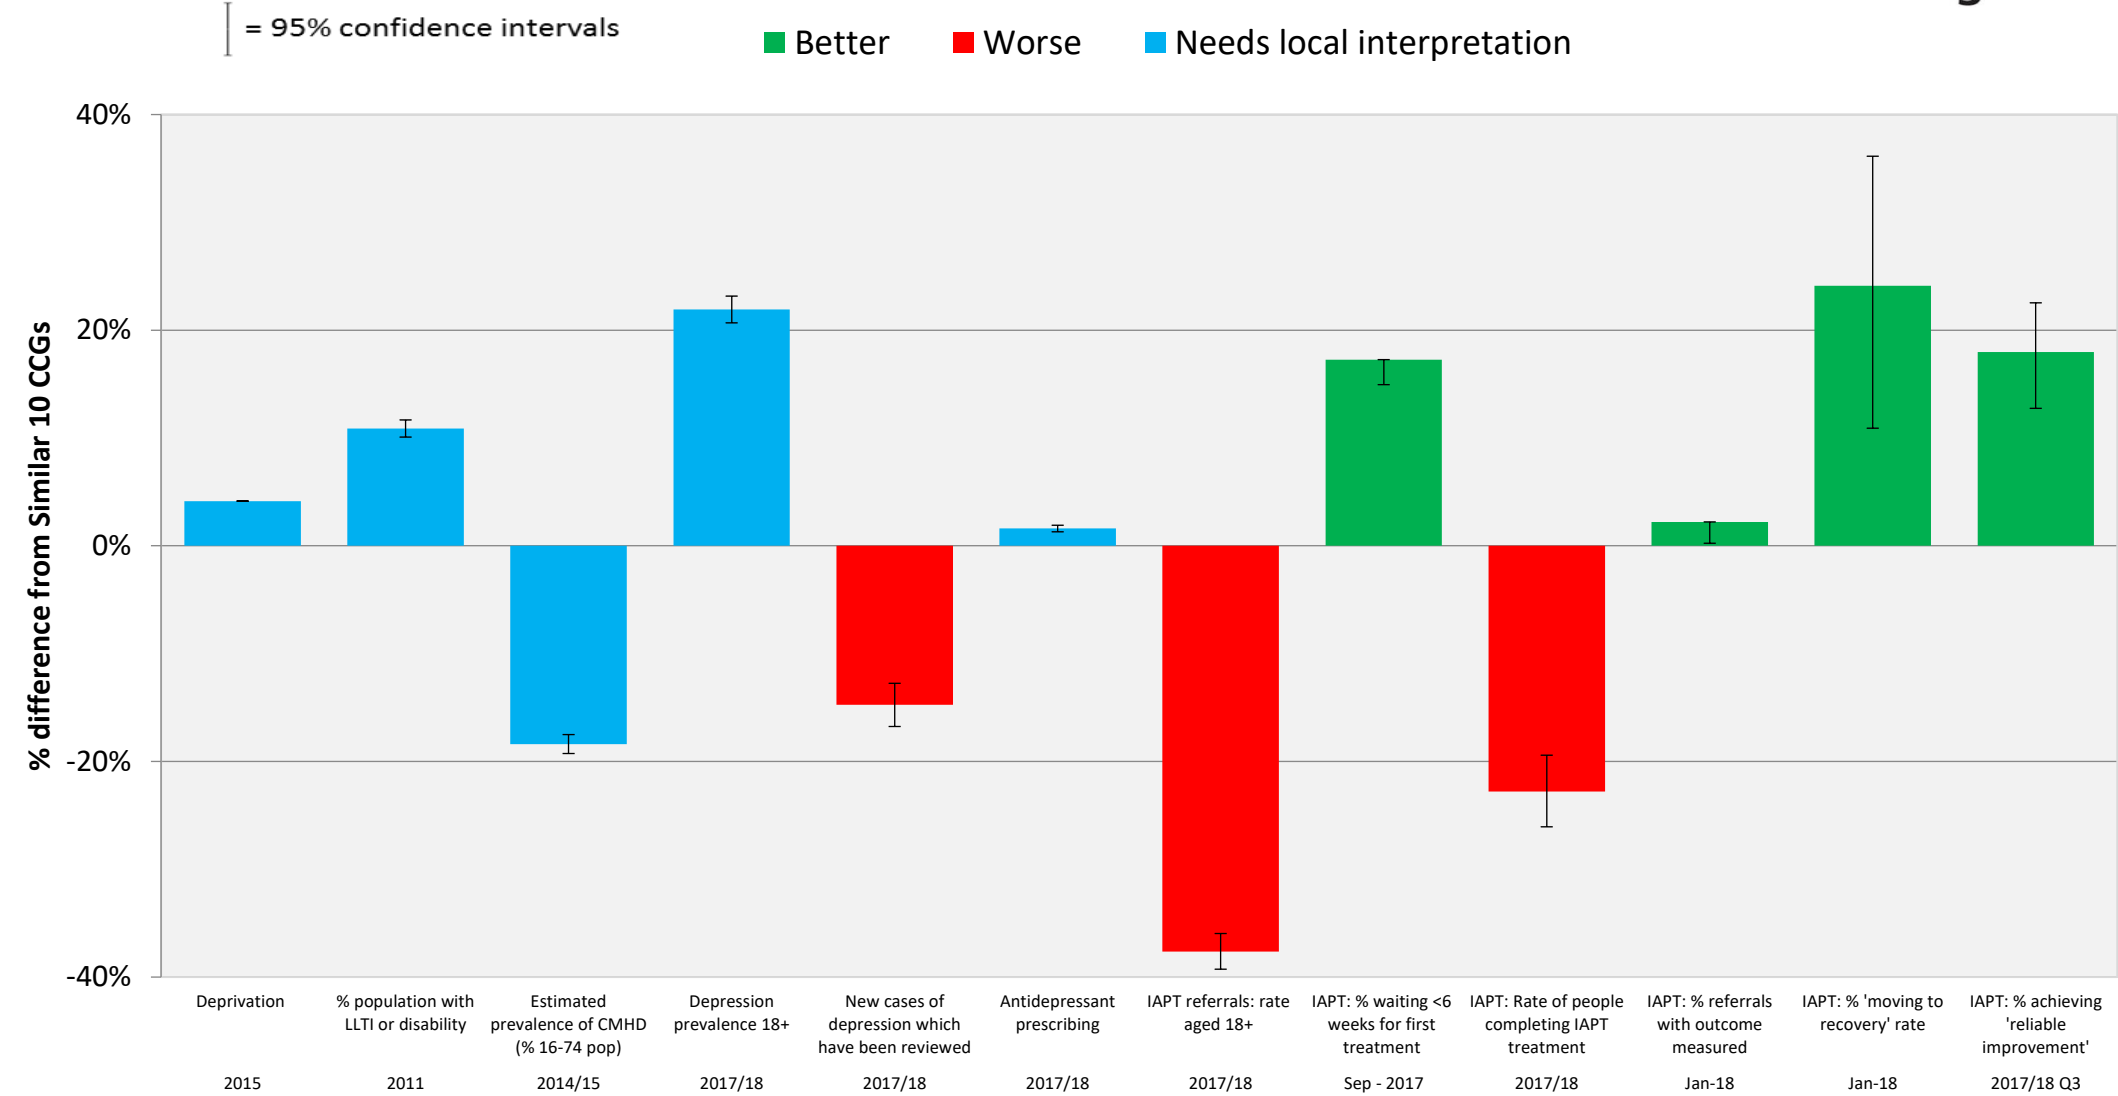 = 95% confidence intervals
Better
Worse
Needs local interpretation
% difference from Similar 10 CCGs
40%
20%
0%
-20%
-40%
Deprivation
2015
% population with
LLTI or disability
2011
Estimated
prevalence of CMHD
(% 16-74 pop)
2014/15
Depression
prevalence 18+
2017/18
New cases of
depression which
have been reviewed
2017/18
Antidepressant
prescribing
2017/18
IAPT referrals: rate
aged 18+
2017/18
IAPT: % waiting <6
weeks for first
treatment
Sep - 2017
IAPT: Rate of people
completing IAPT
treatment
2017/18
IAPT: % referrals
with outcome
measured
Jan-18
IAPT: % 'moving to
recovery' rate
Jan-18
IAPT: % achieving
'reliable
improvement'
2017/18 Q3